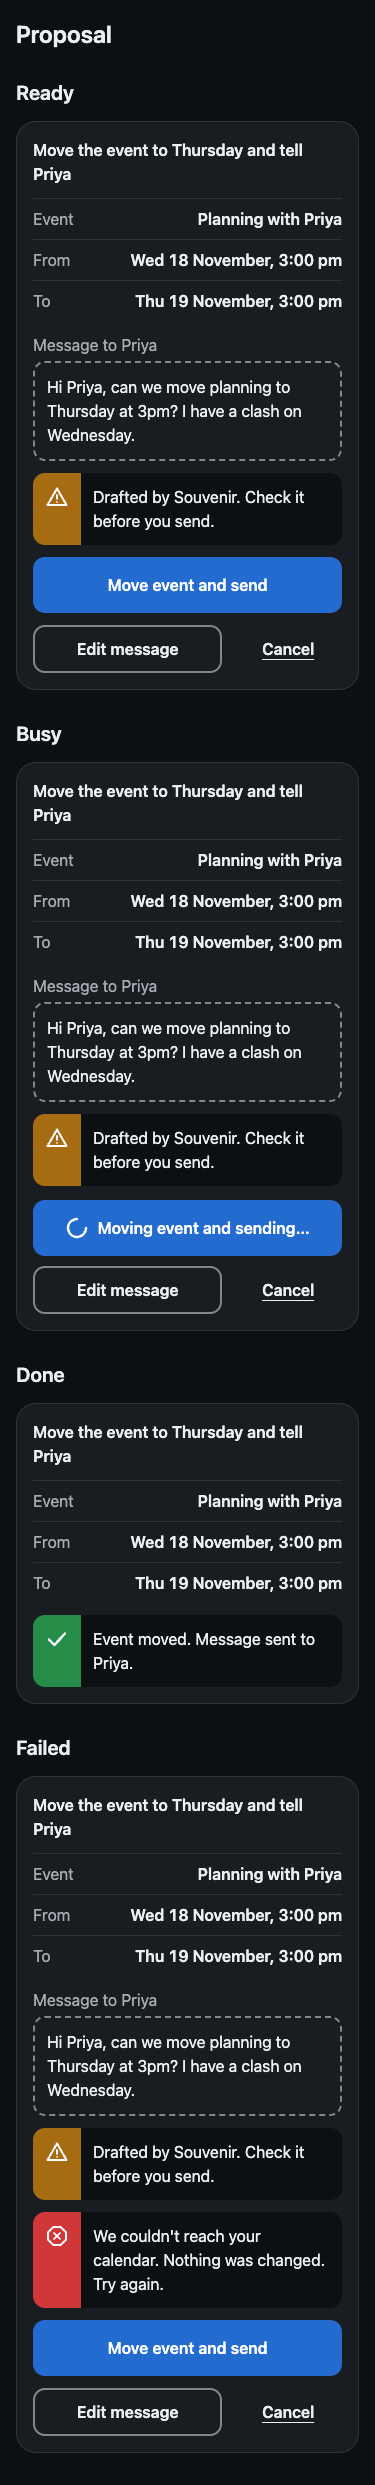 Proposal
Ready
Move the event to Thursday and tell
Priya
Event Planning with Priya
From Wed 18 November, 3:00 pm
To Thu 19 November, 3:00 pm
Message to Priya
Hi Priya, can we move planning to
Thursday at 3pm? I have a clash on
Wednesday.
Drafted by Souvenir. Check it
before you send.
Move event and send
Edit message Cancel
Busy
Move the event to Thursday and tell
Priya
Event Planning with Priya
From Wed 18 November, 3:00 pm
To Thu 19 November, 3:00 pm
Message to Priya
Hi Priya, can we move planning to
Thursday at 3pm? I have a clash on
Wednesday.
Drafted by Souvenir. Check it
before you send.
Moving event and sending...
Edit message Cancel
Done
Move the event to Thursday and tell
Priya
Event Planning with Priya
From Wed 18 November, 3:00 pm
To Thu 19 November, 3:00 pm
Event moved. Message sent to
Priya.
Failed
Move the event to Thursday and tell
Priya
Event Planning with Priya
From Wed 18 November, 3:00 pm
To Thu 19 November, 3:00 pm
Message to Priya
Hi Priya, can we move planning to
Thursday at 3pm? I have a clash on
Wednesday.
Drafted by Souvenir. Check it
before you send.
We couldn't reach your
calendar. Nothing was changed.
Try again.
Move event and send
Edit message Cancel